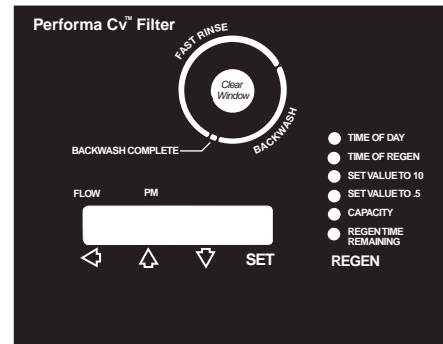 Performa Cv™ Filter
FAST RINSE
Clear
Window
BACKWASH
BACKWASH COMPLETE
TIME OF DAY
TIME OF REGEN
SET VALUE TO 10
SET VALUE TO .5
CAPACITY
REGEN TIME
REMAINING
FLOW PM
SET REGEN